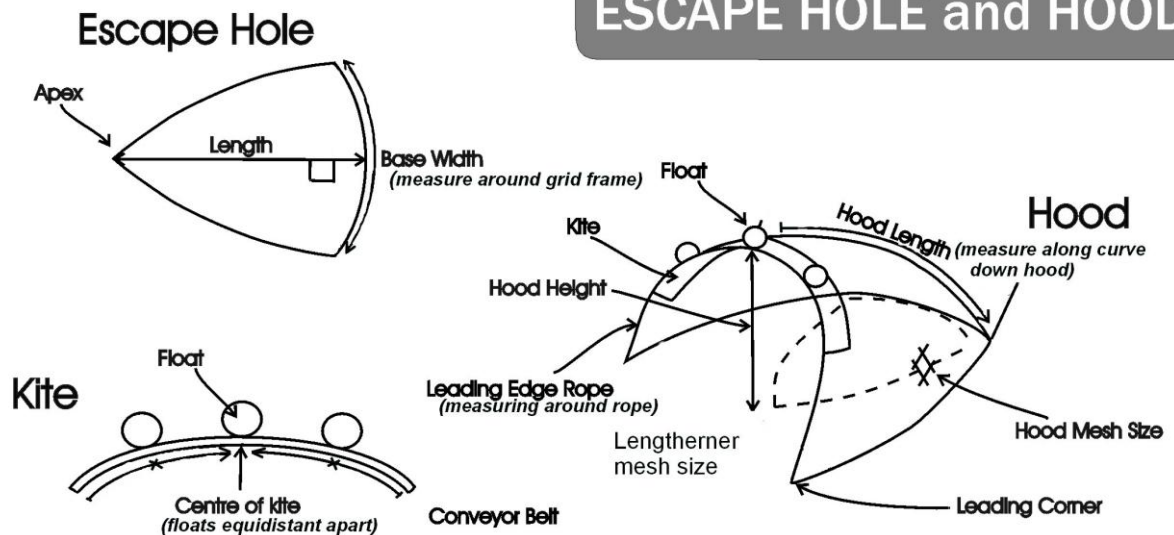 ESCAPE HOLE and HOOD
Escape Hole
Apex
Length
Base Width
(measure around grid frame)
Float
Kite
Hood Height
Hood Length
Hood
(measure along curve
down hood)
Leading Edge Rope
(measuring around rope)
Lengtherner
mesh size
Hood Mesh Size
Leading Corner
Kite
Float
Centre of kite
(floats equidistant apart)
Conveyor Belt